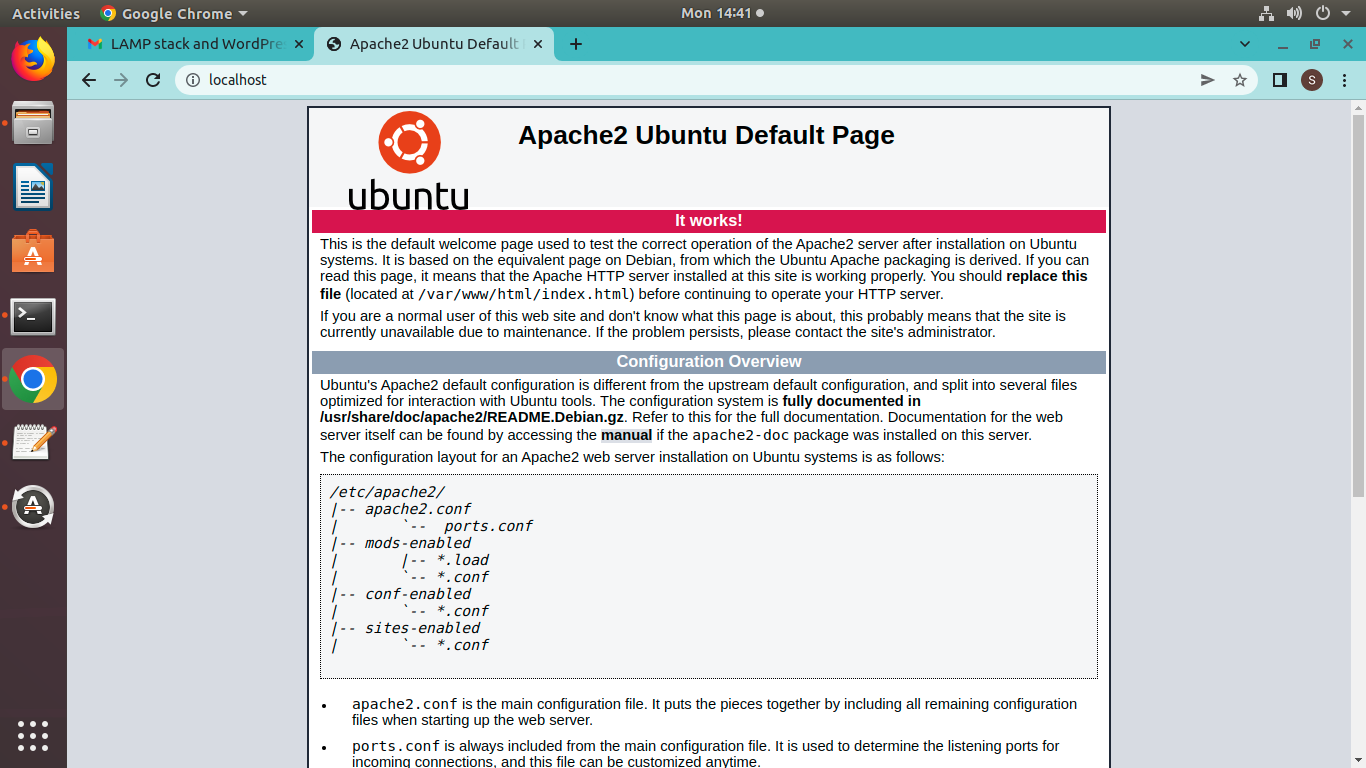 Activities
Google Chrome
Mon 14:41
LAMP stack and WordPre
Apache2 Ubuntu Default
localhost
S
ubuntu
Apache2 Ubuntu Default Page
It works!
This is the default welcome page used to test the correct operation of the Apache2 server after installation on Ubuntu
systems. It is based on the equivalent page on Debian, from which the Ubuntu Apache packaging is derived. If you can
read this page, it means that the Apache HTTP server installed at this site is working properly. You should replace this
file (located at /var/www/html/index.html) before continuing to operate your HTTP server.
If you are a normal user of this web site and don't know what this page is about, this probably means that the site is
currently unavailable due to maintenance. If the problem persists, please contact the site's administrator.
Configuration Overview
Ubuntu's Apache2 default configuration is different from the upstream default configuration, and split into several files
optimized for interaction with Ubuntu tools. The configuration system is fully documented in
/usr/share/doc/apache2/README.Debian.gz. Refer to this for the full documentation. Documentation for the web
server itself can be found by accessing the manual if the apache2-doc package was installed on this server.
The configuration layout for an Apache2 web server installation on Ubuntu systems is as follows:
/etc/apache2/
|-- apache2.conf
|       `--  ports.conf
|-- mods-enabled
|       |-- *.load
|       `-- *.conf
|-- conf-enabled
|       `-- *.conf
|-- sites-enabled
|       `-- *.conf
• apache2.conf is the main configuration file. It puts the pieces together by including all remaining configuration
files when starting up the web server.
• ports.conf is always included from the main configuration file. It is used to determine the listening ports for
incoming connections, and this file can be customized anytime.